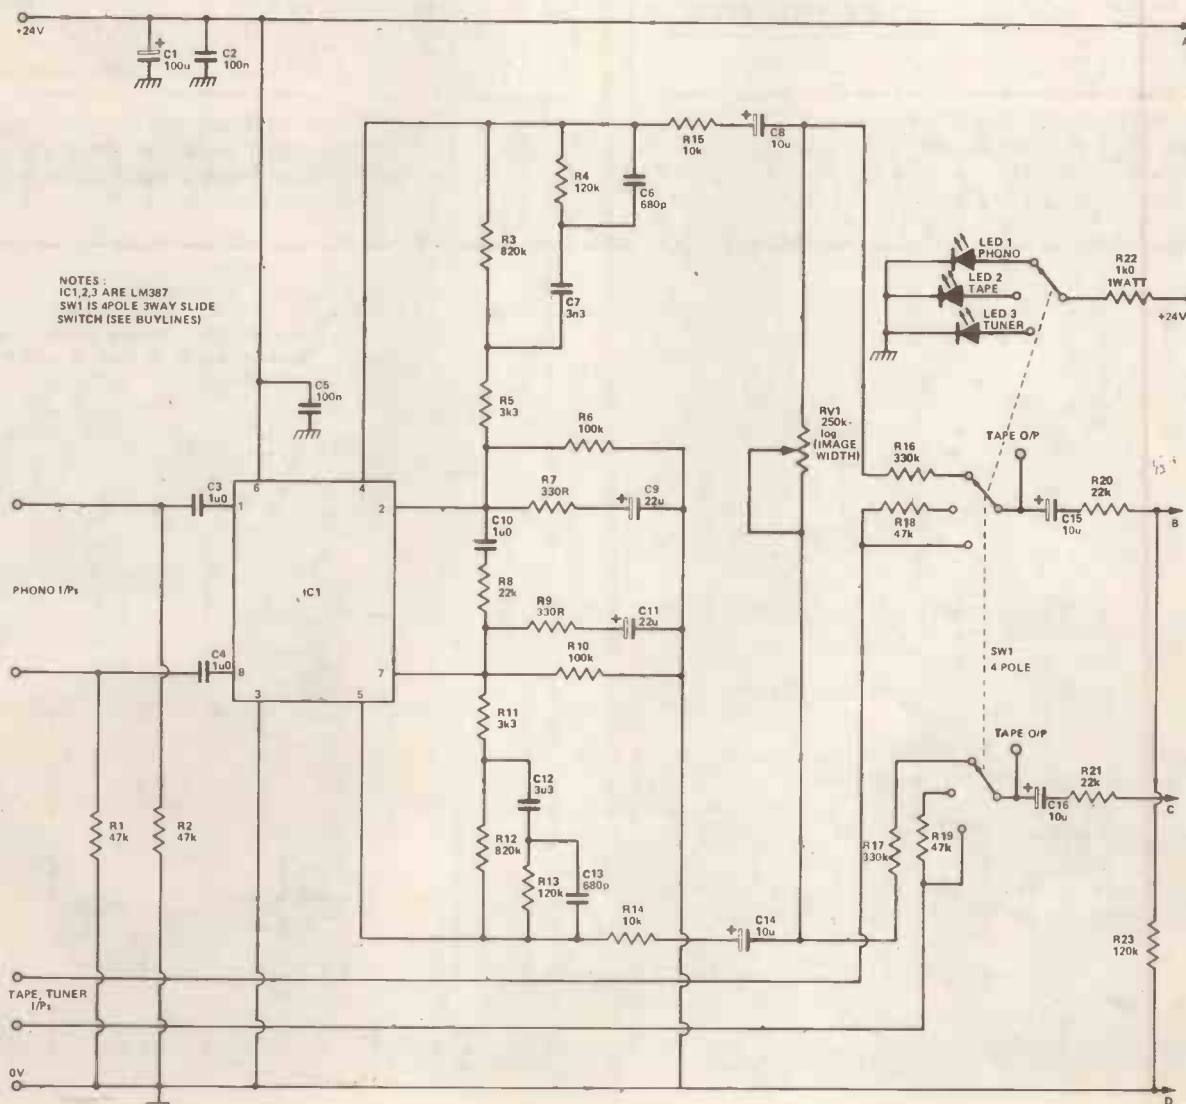 +24V
+
C1
100u
C2
100n
A
R15
10k
+
C8
10u
R4
120k
C6
680p
R3
820k
C7
3n3
LED 1
PHONO
LED 2
TAPE
LED 3
TUNER
R22
1k0
1WATT
+24V
NOTES :
IC1,2,3 ARE LM387
SW1 IS 4POLE 3WAY SLIDE
SWITCH (SEE BUYLINES)
C5
100n
R5
3k3
R6
100k
RV1
250k
log
(IMAGE
WIDTH)
TAPE O/P
R16
330k
R7
330R
+
C9
22u
C3
1u0
6
4
1
2
C10
1u0
R18
47k
+
C15
10u
R20
22k
B
PHONO I/Ps
IC1
R8
22k
R9
330R
+
C11
22u
R10
100k
SW1
4 POLE
C4
1u0
8
7
3
5
R11
3k3
TAPE O/P
C12
3u3
+
C16
10u
R21
22k
C
R1
47k
R2
47k
R12
820k
R13
120k
C13
680p
R17
330k
R19
47k
R14
10k
+
C14
10u
R23
120k
TAPE, TUNER
I/Ps
0V
D